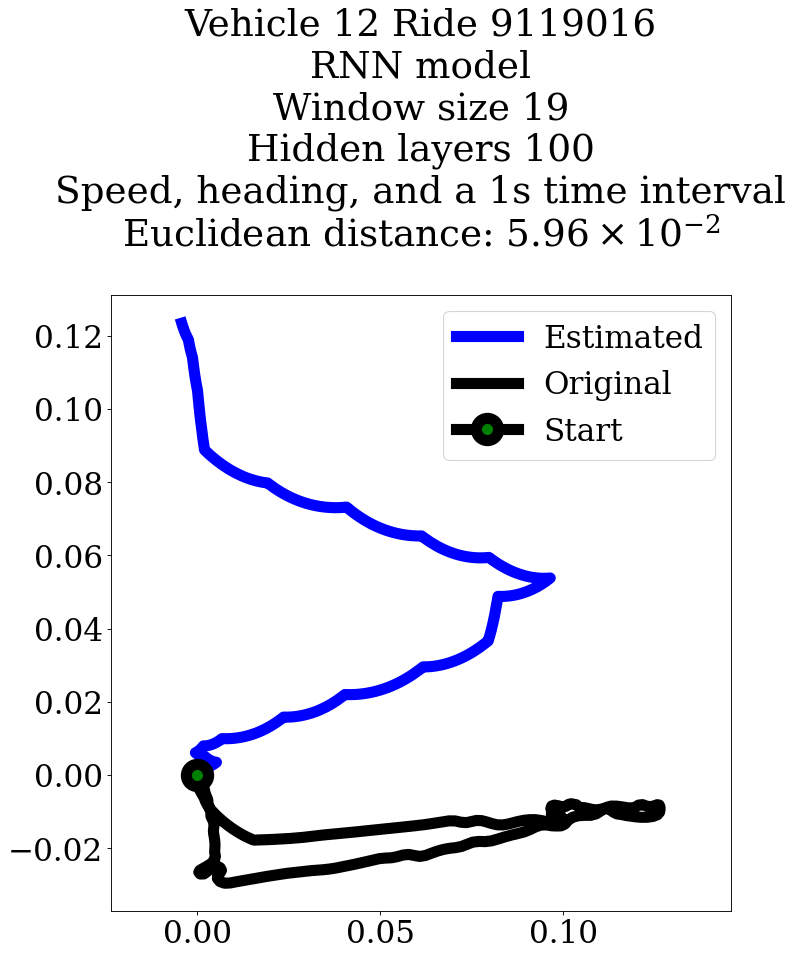 Vehicle 12 Ride 9119016
RNN model
Window size 19
Hidden layers 100
Speed, heading, and a 1s time interval
Euclidean distance: 5.96 × 10⁻²
Estimated
Original
Start
0.12
0.10
0.08
0.06
0.04
0.02
0.00
−0.02
0.00 0.05 0.10